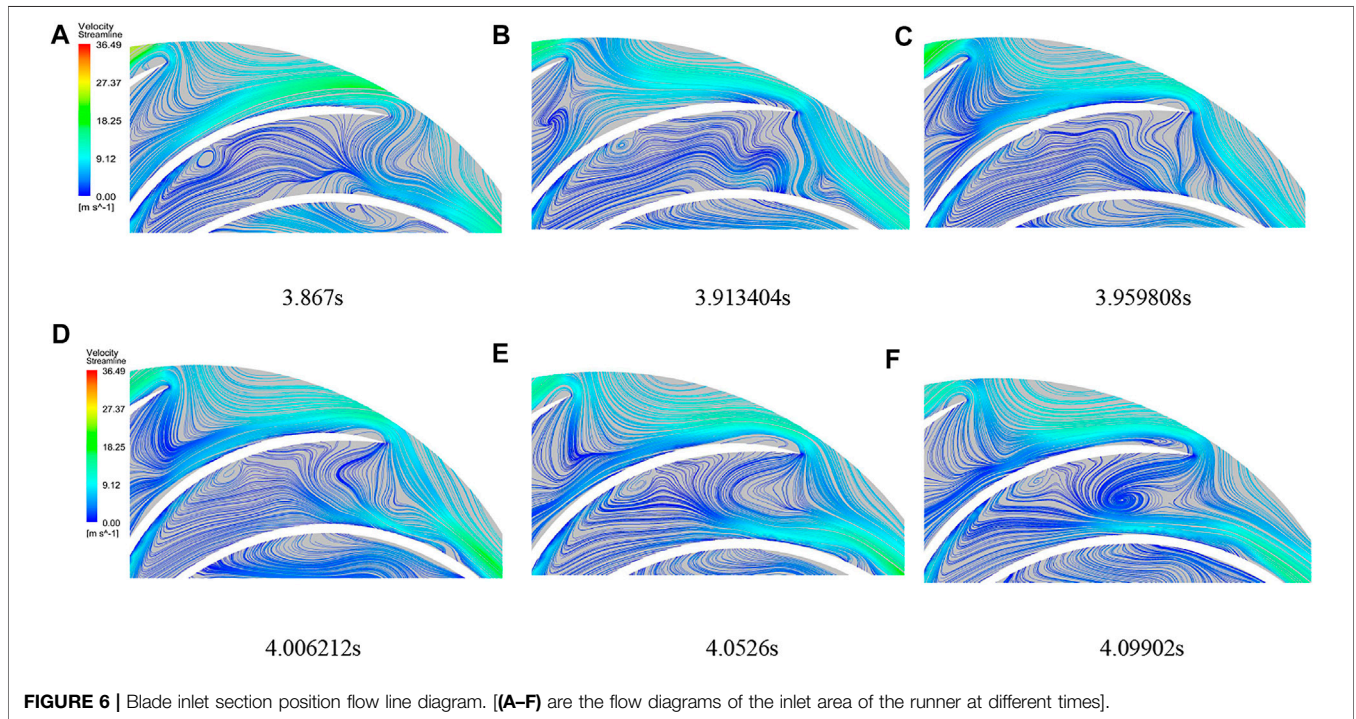 A
Velocity
Streamline
36.49
27.37
18.25
9.12
0.00
[m s^-1]
B
C
3.867s
3.913404s
3.959808s
D
Velocity
Streamline
36.49
27.37
18.25
9.12
0.00
[m s^-1]
E
F
4.006212s
4.0526s
4.09902s
FIGURE 6 | Blade inlet section position flow line diagram. [(A–F) are the flow diagrams of the inlet area of the runner at different times].